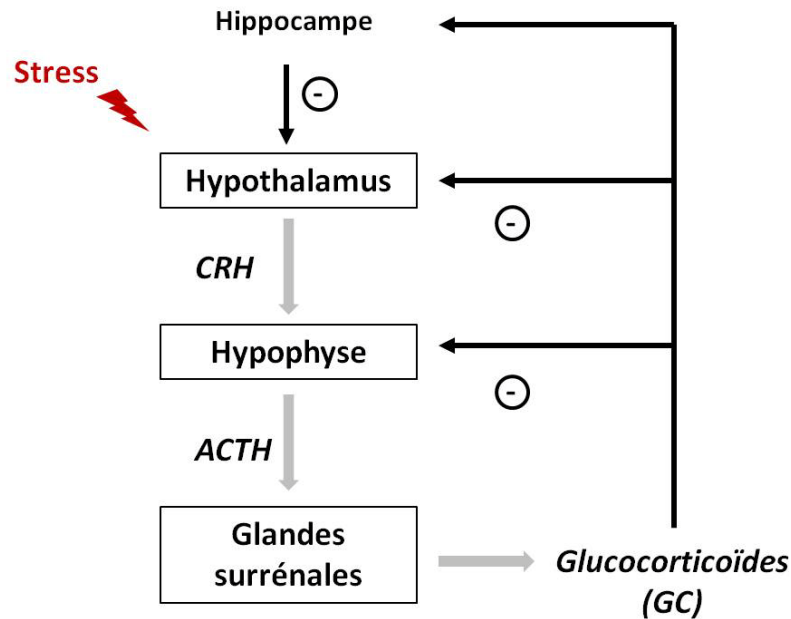 Hippocampe
Stress
-
Hypothalamus
-
CRH
Hypophyse
-
ACTH
Glandes
surrénales
Glucocorticoïdes
(GC)